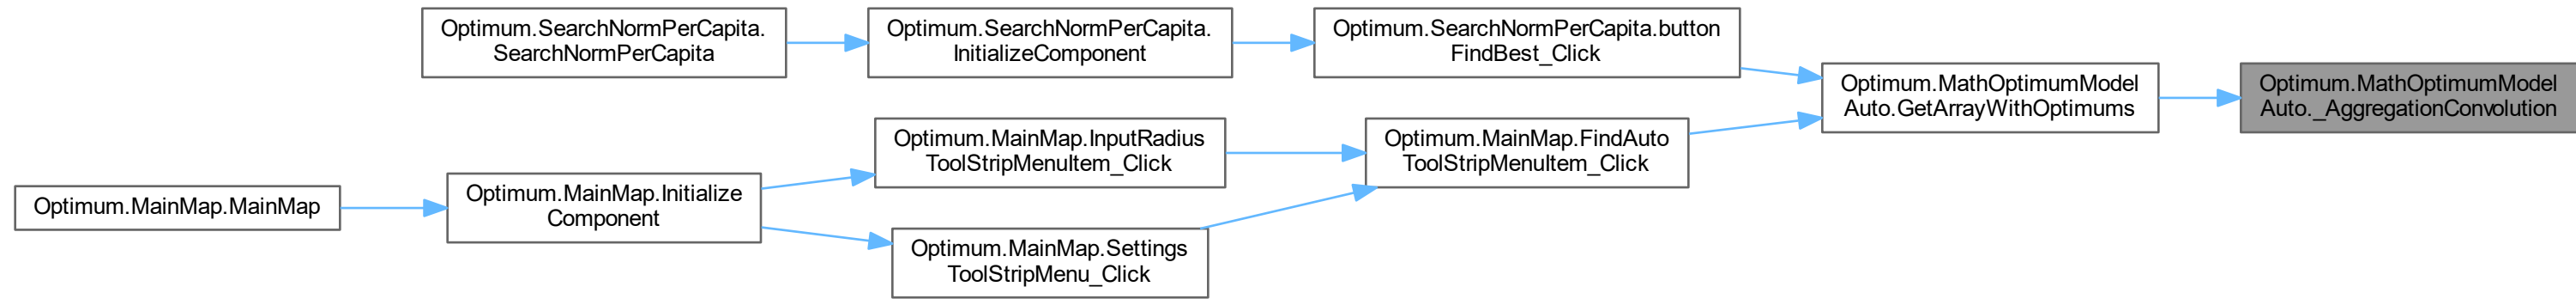 Optimum.SearchNormPerCapita.
SearchNormPerCapita
Optimum.SearchNormPerCapita.
InitializeComponent
Optimum.SearchNormPerCapita.button
FindBest_Click
Optimum.MathOptimumModel
Auto.GetArrayWithOptimums
Optimum.MathOptimumModel
Auto._AggregationConvolution
Optimum.MainMap.InputRadius
ToolStripMenuItem_Click
Optimum.MainMap.FindAuto
ToolStripMenuItem_Click
Optimum.MainMap.MainMap
Optimum.MainMap.Initialize
Component
Optimum.MainMap.Settings
ToolStripMenu_Click